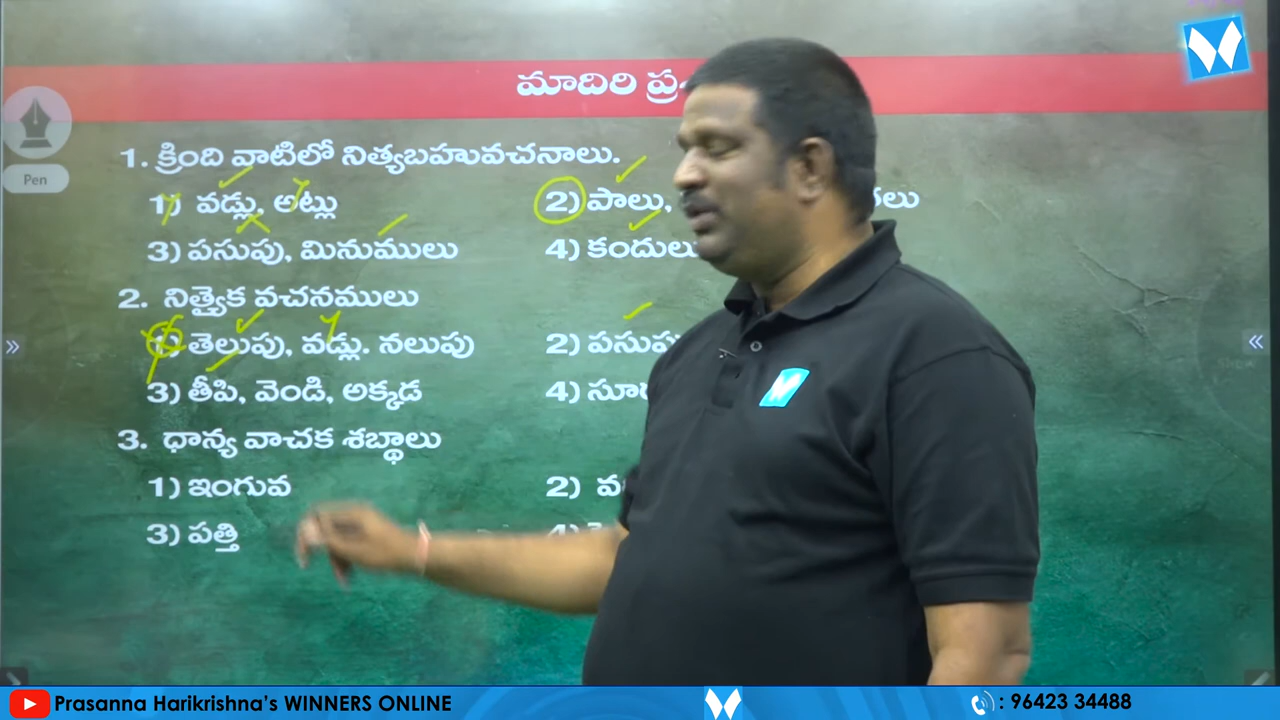 మాదిరి
Pen
1. క్రింది వాటిలో నిత్యబహువచనాలు.
1) వడ్లు, అట్లు 2) పాలు,
3) పసుపు, మినుములు 4) కందులు
2. నిత్యైక వచనములు
1) తెలుపు, వడ్లు. నలుపు 2) పసుపు
3) తీపి, వెండి, అక్కడ 4)
3. ధాన్య వాచక శబ్థాలు
1) ఇంగువ 2)
3) పత్తి
Prasanna Harikrishna's WINNERS ONLINE : 96423 34488